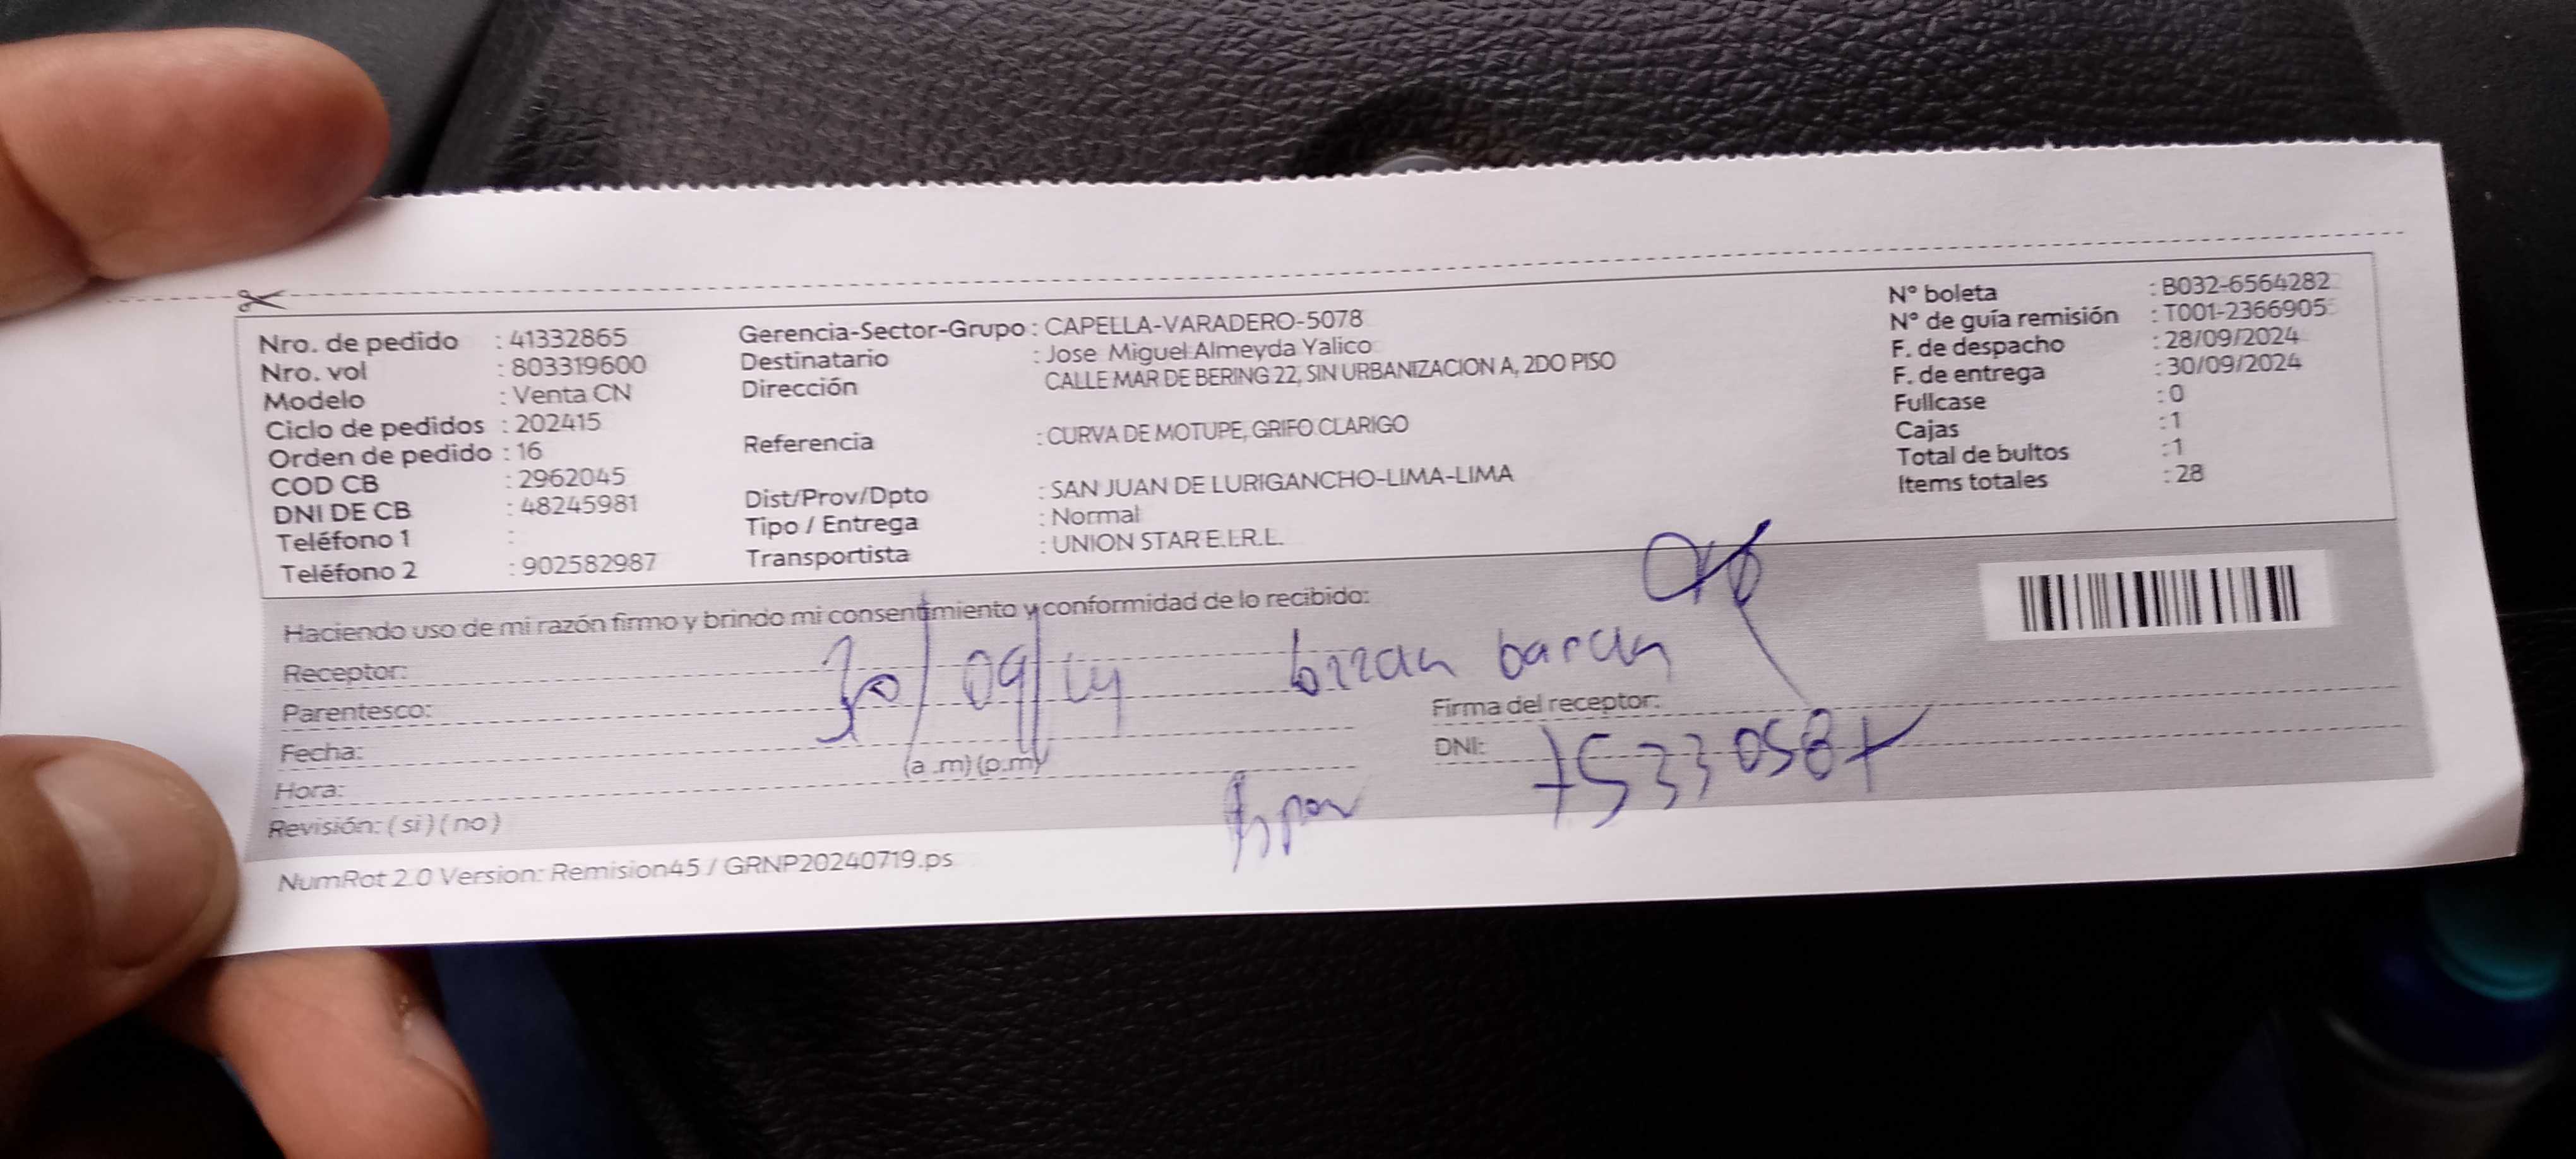 Nro. de pedido : 41332865
Nro. vol : 803319600
Modelo : Venta CN
Ciclo de pedidos : 202415
Orden de pedido : 16
COD CB : 2962045
DNI DE CB : 48245981
Teléfono 1 :
Teléfono 2 : 902582987
Gerencia-Sector-Grupo : CAPELLA-VARADERO-5078
Destinatario : Jose Miguel Almeyda Yalico
Dirección CALLE MAR DE BERING 22, SIN URBANIZACION A, 2DO PISO
Referencia : CURVA DE MOTUPE, GRIFO CLARIGO
Dist/Prov/Dpto : SAN JUAN DE LURIGANCHO-LIMA-LIMA
Tipo / Entrega : Normal
Transportista : UNION STAR E.I.R.L.
N° boleta : B032-6564282
N° de guía remisión : T001-2366905
F. de despacho : 28/09/2024
F. de entrega : 30/09/2024
Fullcase : 0
Cajas : 1
Total de bultos : 1
Items totales : 28
Haciendo uso de mi razón firmo y brindo mi consentimiento y conformidad de lo recibido:
Receptor:
Parentesco:
30/09/24
Fecha:
Hora: (a .m) (p.m)
Revisión: ( si ) ( no )
Firma del receptor:
DNI: 75330587
NumRot 2.0 Version: Remision45 / GRNP20240719.ps